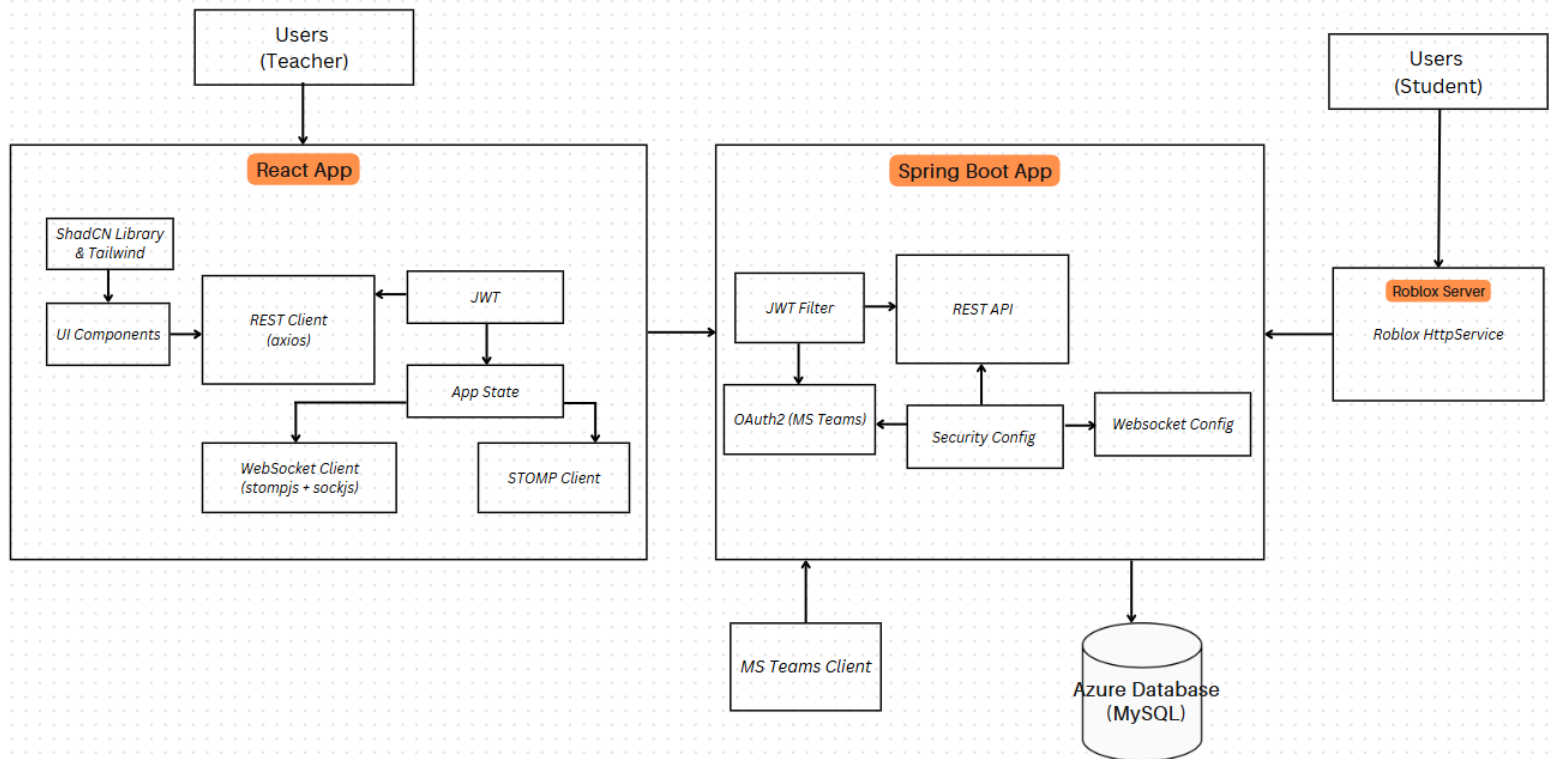 Users
(Teacher)
Users
(Student)
React App
Spring Boot App
ShadCN Library
& Tailwind
UI Components
REST Client
(axios)
JWT
App State
WebSocket Client
(stompjs + sockjs)
STOMP Client
JWT Filter
REST API
OAuth2 (MS Teams)
Security Config
Websocket Config
Roblox Server
Roblox HttpService
MS Teams Client
Azure Database
(MySQL)